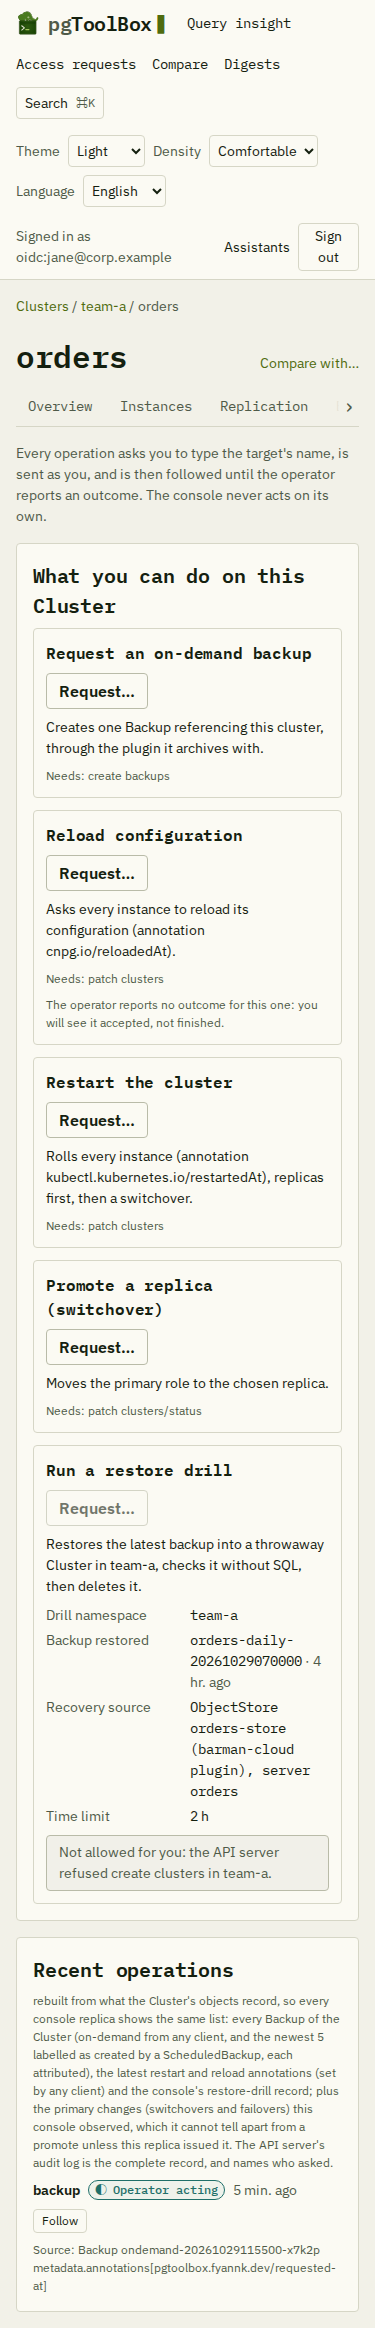 pgToolBox Query insight
Access requests Compare Digests
Search ⌘K
Theme Light Density Comfortable
Language English
Signed in as
oidc:jane@corp.example
Assistants
Sign
out
Clusters / team-a / orders
orders
Compare with...
Overview Instances Replication
Every operation asks you to type the target's name, is
sent as you, and is then followed until the operator
reports an outcome. The console never acts on its
own.
What you can do on this
Cluster
Request an on-demand backup
Request...
Creates one Backup referencing this cluster,
through the plugin it archives with.
Needs: create backups
Reload configuration
Request...
Asks every instance to reload its
configuration (annotation
cnpg.io/reloadedAt).
Needs: patch clusters
The operator reports no outcome for this one: you
will see it accepted, not finished.
Restart the cluster
Request...
Rolls every instance (annotation
kubectl.kubernetes.io/restartedAt), replicas
first, then a switchover.
Needs: patch clusters
Promote a replica
(switchover)
Request...
Moves the primary role to the chosen replica.
Needs: patch clusters/status
Run a restore drill
Request...
Restores the latest backup into a throwaway
Cluster in team-a, checks it without SQL,
then deletes it.
Drill namespace team-a
Backup restored orders-daily-
20261029070000 · 4
hr. ago
Recovery source ObjectStore
orders-store
(barman-cloud
plugin), server
orders
Time limit 2 h
Not allowed for you: the API server
refused create clusters in team-a.
Recent operations
rebuilt from what the Cluster's objects record, so every
console replica shows the same list: every Backup of the
Cluster (on-demand from any client, and the newest 5
labelled as created by a ScheduledBackup, each
attributed), the latest restart and reload annotations (set
by any client) and the console's restore-drill record; plus
the primary changes (switchovers and failovers) this
console observed, which it cannot tell apart from a
promote unless this replica issued it. The API server's
audit log is the complete record, and names who asked.
backup Operator acting 5 min. ago
Follow
Source: Backup ondemand-20261029115500-x7k2p
metadata.annotations[pgtoolbox.fyannk.dev/requested-
at]